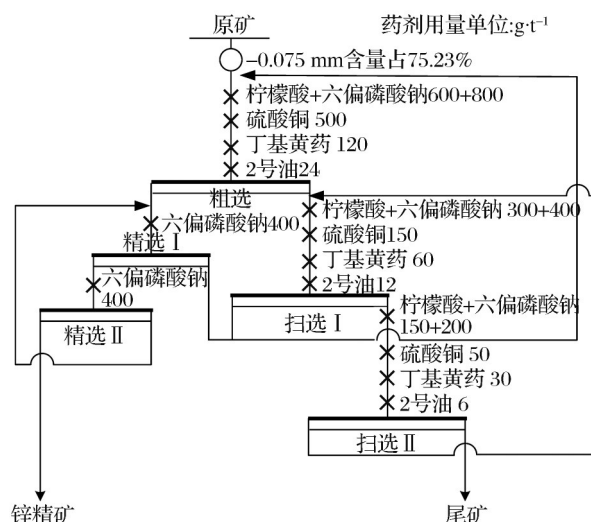 原矿
药剂用量单位:g·t⁻¹
-0.075 mm含量占75.23%
柠檬酸+六偏磷酸钠600+800
硫酸铜 500
丁基黄药 120
2号油24
粗选
六偏磷酸钠400
柠檬酸+六偏磷酸钠 300+400
硫酸铜150
丁基黄药 60
2号油12
精选Ⅰ
六偏磷酸钠
400
精选Ⅱ
扫选Ⅰ
柠檬酸+六偏磷酸钠
150+200
硫酸铜 50
丁基黄药 30
2号油 6
扫选Ⅱ
锌精矿
尾矿